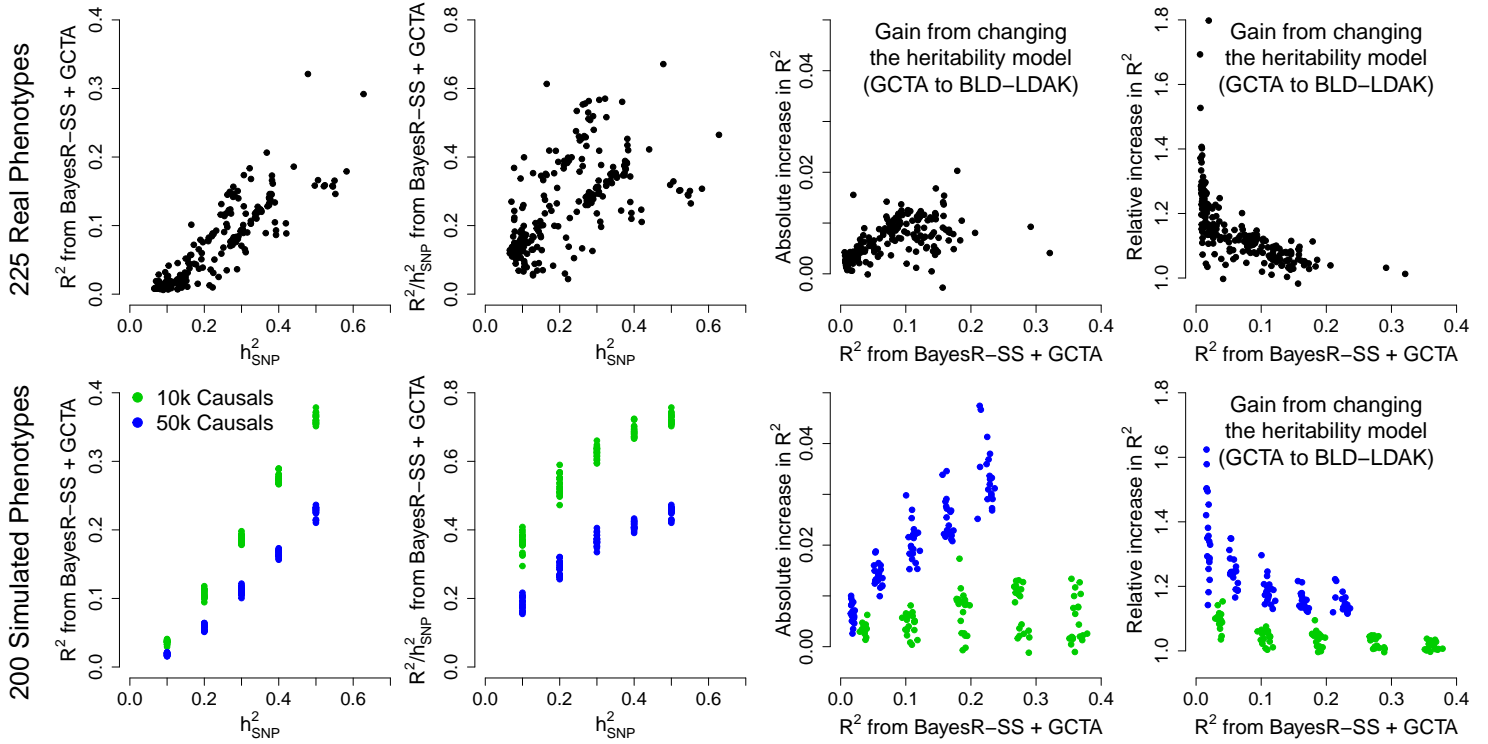 225 Real Phenotypes
R² from BayesR−SS + GCTA
0.0 0.1 0.2 0.3 0.4
0.0 0.2 0.4 0.6
h²SNP
R²/h²SNP from BayesR−SS + GCTA
0.0 0.2 0.4 0.6 0.8
0.0 0.2 0.4 0.6
h²SNP
Gain from changing
the heritability model
(GCTA to BLD−LDAK)
Absolute increase in R²
0.00 0.02 0.04
0.0 0.1 0.2 0.3 0.4
R² from BayesR−SS + GCTA
Gain from changing
the heritability model
(GCTA to BLD−LDAK)
Relative increase in R²
1.0 1.2 1.4 1.6 1.8
0.0 0.1 0.2 0.3 0.4
R² from BayesR−SS + GCTA
200 Simulated Phenotypes
10k Causals
50k Causals
R² from BayesR−SS + GCTA
0.0 0.1 0.2 0.3 0.4
0.0 0.2 0.4 0.6
h²SNP
R²/h²SNP from BayesR−SS + GCTA
0.0 0.2 0.4 0.6 0.8
0.0 0.2 0.4 0.6
h²SNP
Absolute increase in R²
0.00 0.02 0.04
0.0 0.1 0.2 0.3 0.4
R² from BayesR−SS + GCTA
Gain from changing
the heritability model
(GCTA to BLD−LDAK)
Relative increase in R²
1.0 1.2 1.4 1.6 1.8
0.0 0.1 0.2 0.3 0.4
R² from BayesR−SS + GCTA